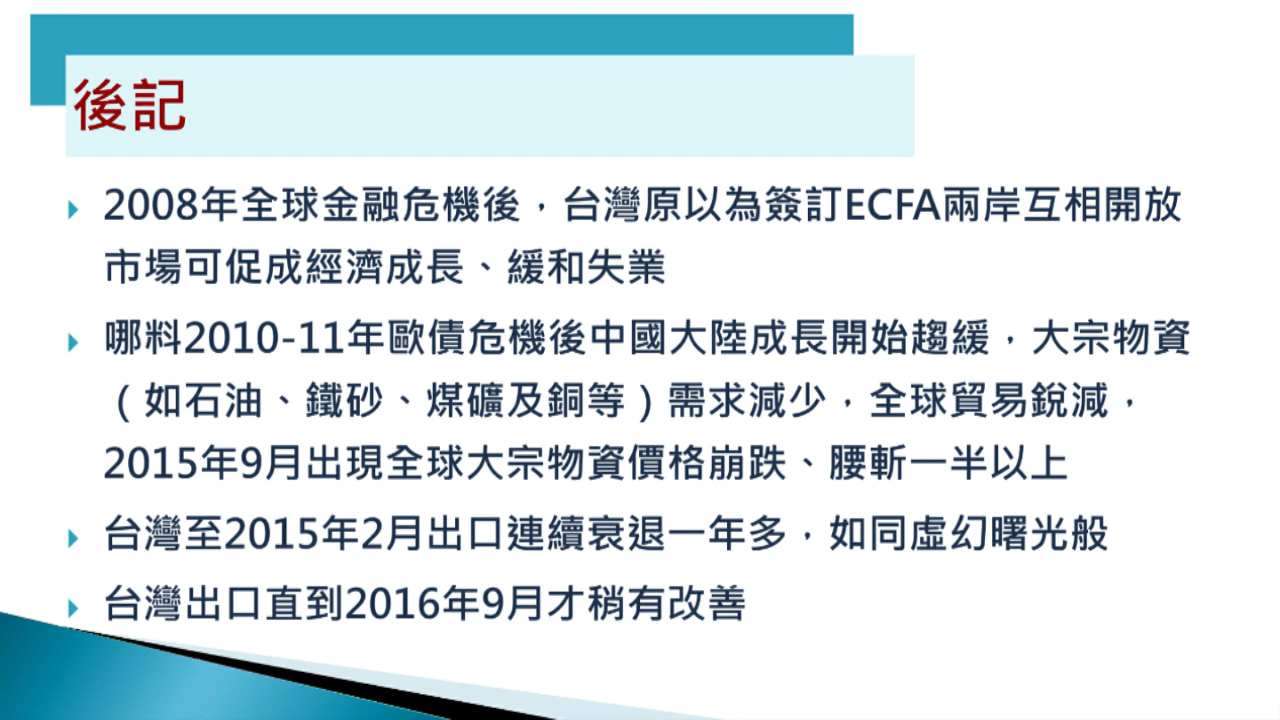 後記
2008年全球金融危機後，台灣原以為簽訂ECFA兩岸互相開放
市場可促成經濟成長、緩和失業
哪料2010-11年歐債危機後中國大陸成長開始趨緩，大宗物資
（如石油、鐵砂、煤礦及銅等）需求減少，全球貿易銳減，
2015年9月出現全球大宗物資價格崩跌、腰斬一半以上
台灣至2015年2月出口連續衰退一年多，如同虛幻曙光般
台灣出口直到2016年9月才稍有改善